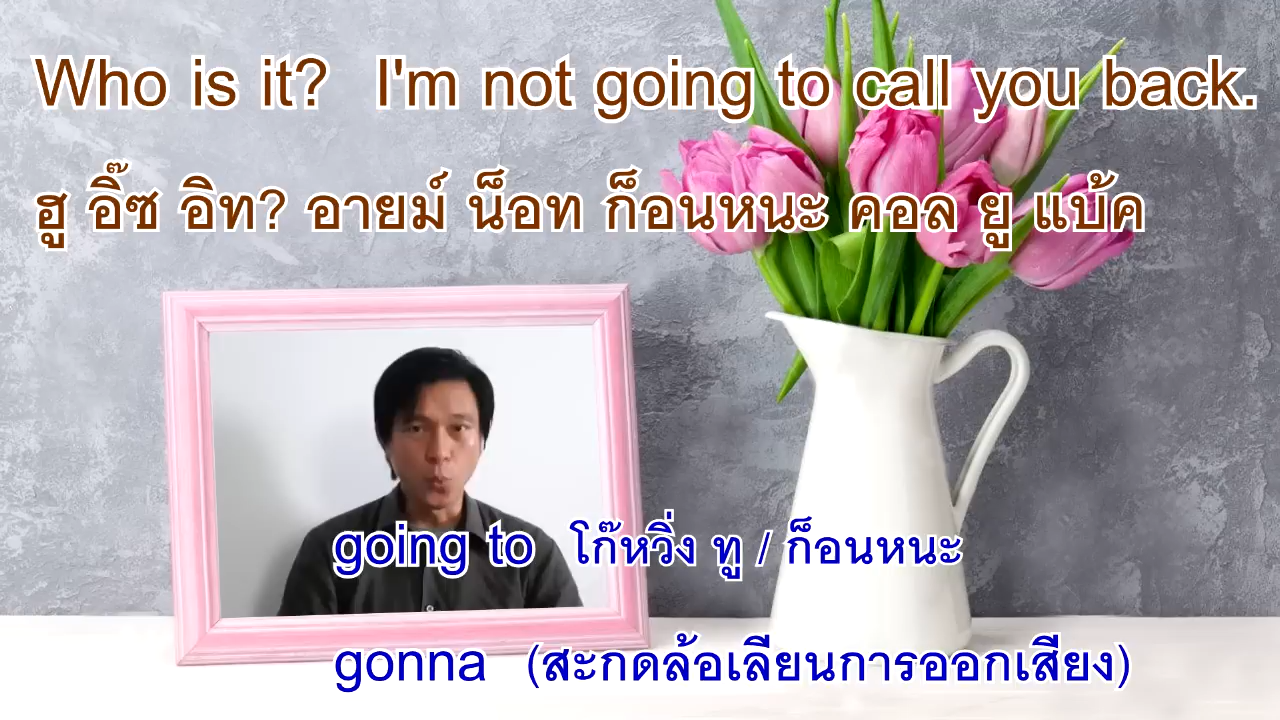 Who is it? I'm not going to call you back.
ฮู อิ๊ซ อิท? อายม์ น็อท ก็อนหนะ คอล ยู แบ้ค
going to โก๊หวิ่ง ทู / ก็อนหนะ
gonna (สะกดล้อเลียนการออกเสียง)